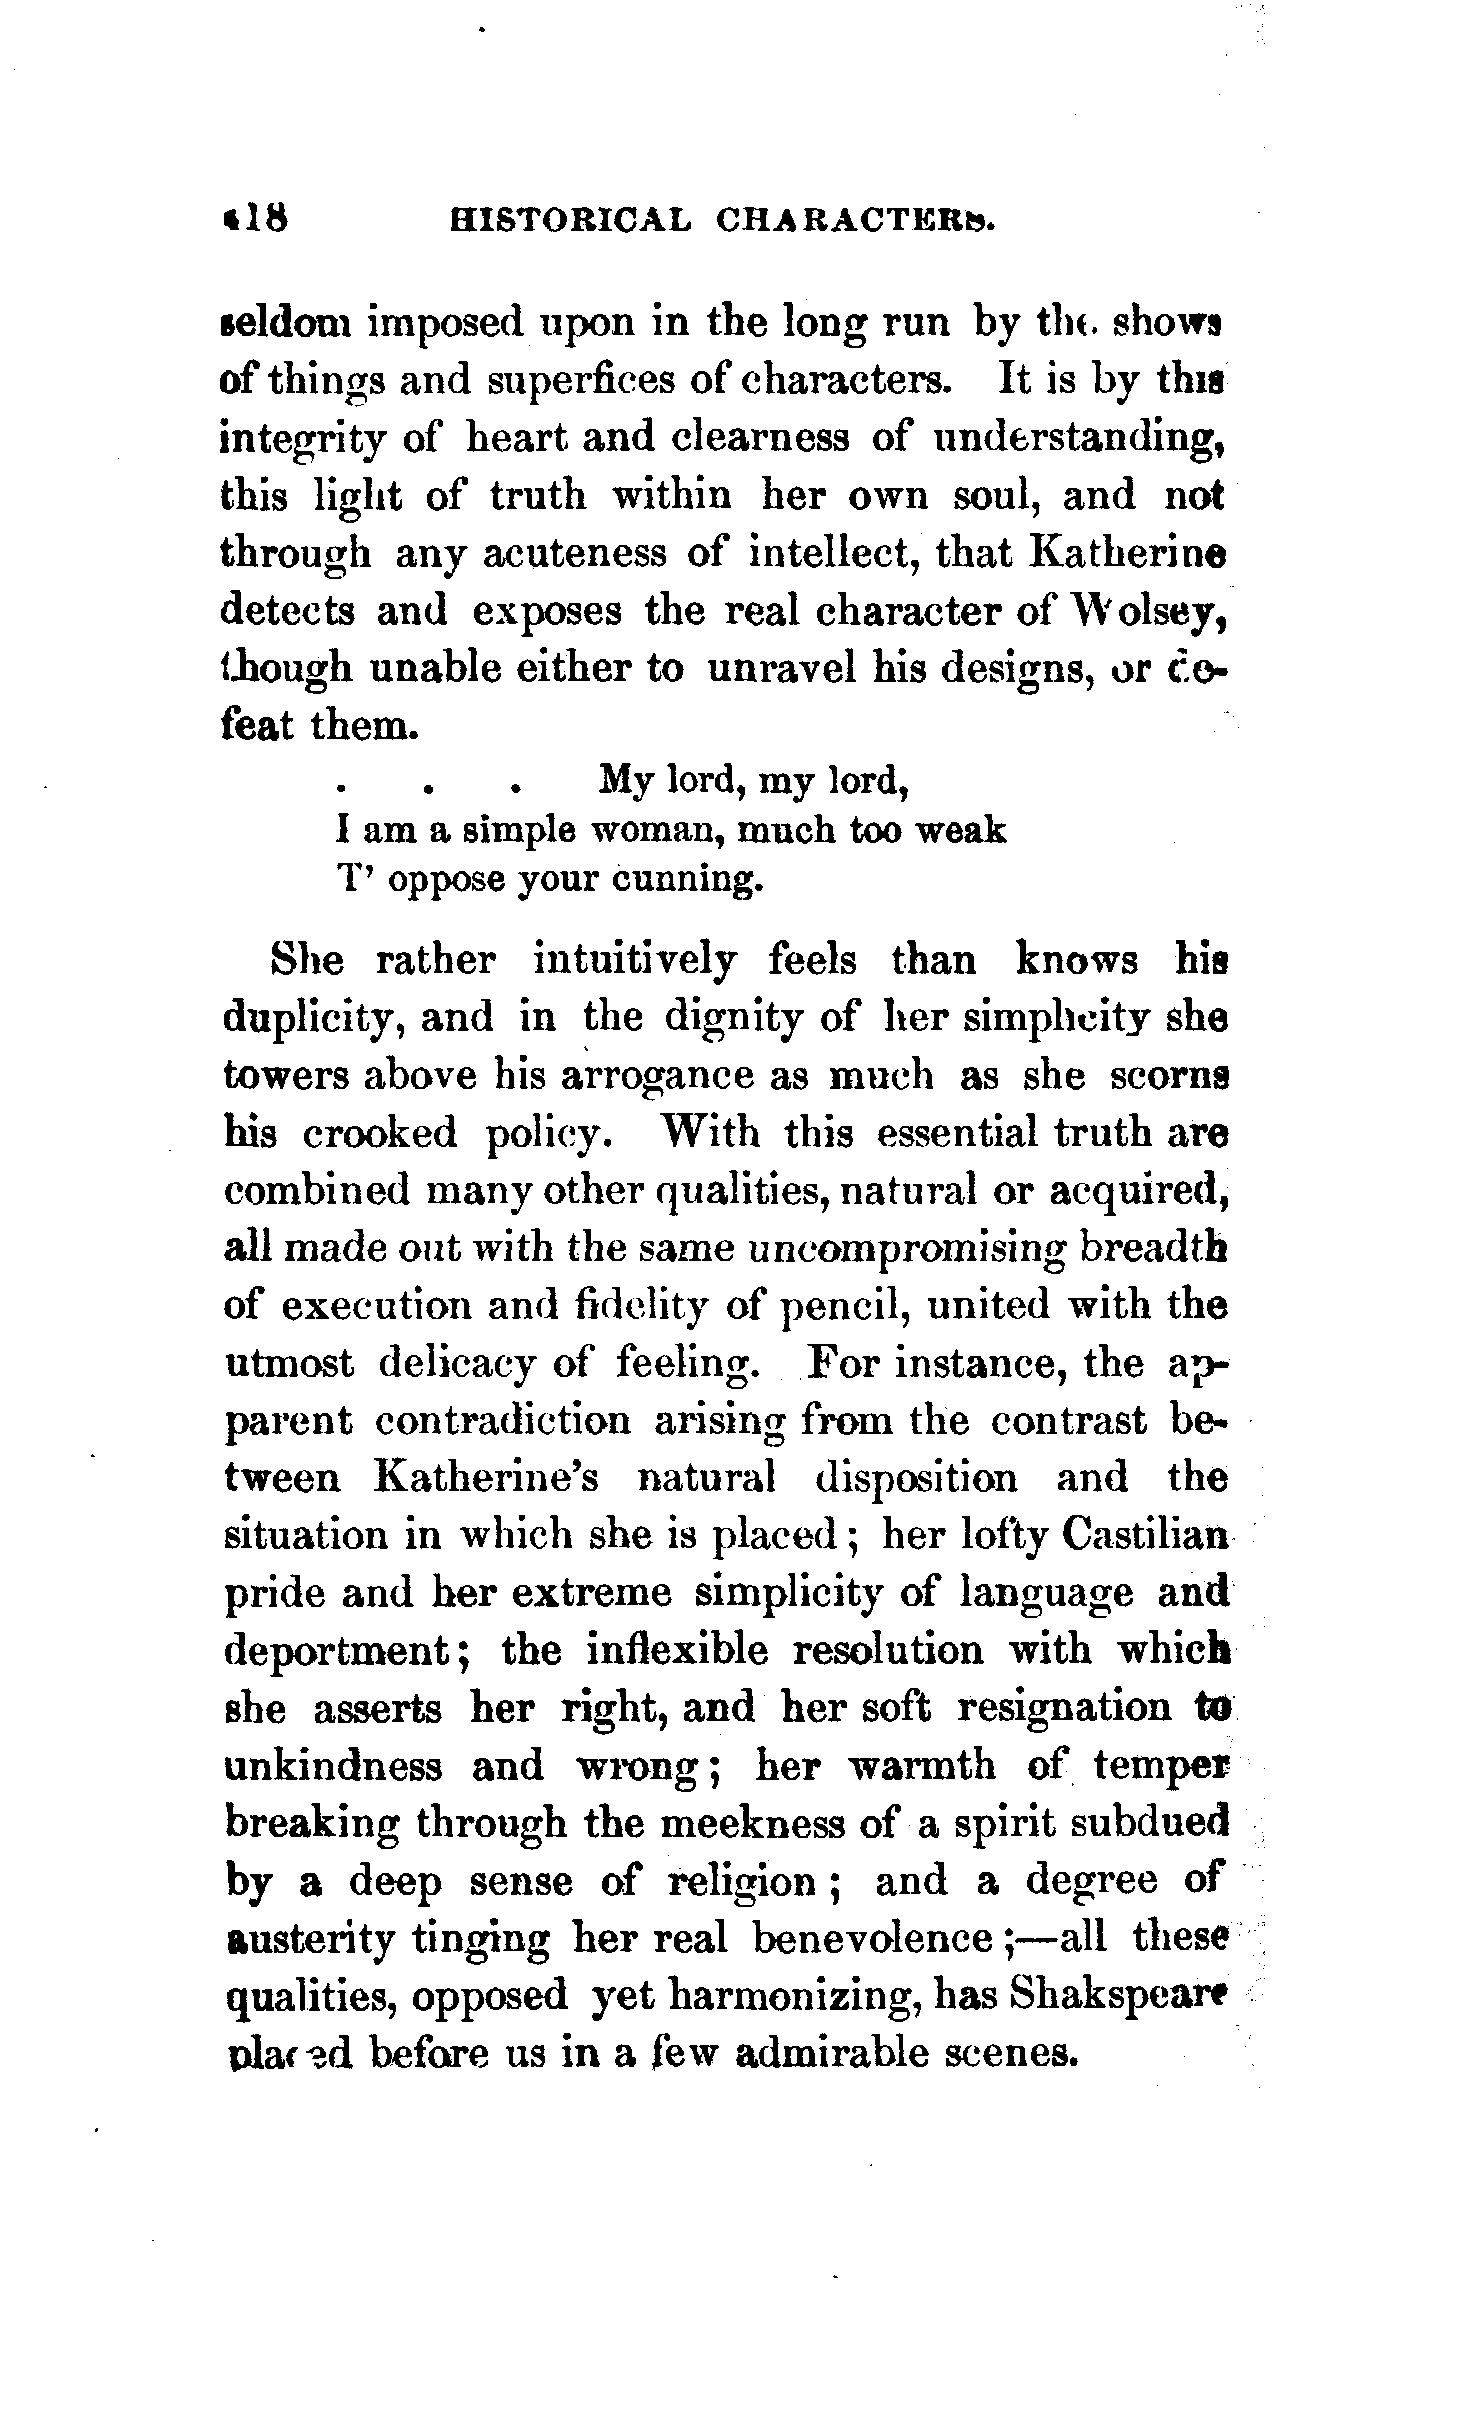 418 HISTORICAL CHARACTERS.
seldom imposed upon in the long run by the shows
of things and superfices of characters. It is by this
integrity of heart and clearness of understanding,
this light of truth within her own soul, and not
through any acuteness of intellect, that Katherine
detects and exposes the real character of Wolsey,
though unable either to unravel his designs, or de-
feat them.
. . . My lord, my lord,
I am a simple woman, much too weak
T' oppose your cunning.
She rather intuitively feels than knows his
duplicity, and in the dignity of her simplicity she
towers above his arrogance as much as she scorns
his crooked policy. With this essential truth are
combined many other qualities, natural or acquired,
all made out with the same uncompromising breadth
of execution and fidelity of pencil, united with the
utmost delicacy of feeling. For instance, the ap-
parent contradiction arising from the contrast be-
tween Katherine's natural disposition and the
situation in which she is placed; her lofty Castilian
pride and her extreme simplicity of language and
deportment; the inflexible resolution with which
she asserts her right, and her soft resignation to
unkindness and wrong; her warmth of temper
breaking through the meekness of a spirit subdued
by a deep sense of religion; and a degree of
austerity tinging her real benevolence;—all these
qualities, opposed yet harmonizing, has Shakspeare
placed before us in a few admirable scenes.